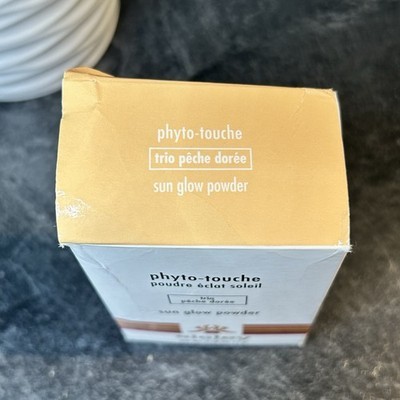 phyto-touche
trio pêche dorée
sun glow powder
phyto-touche
poudre éclat soleil
trio
pêche dorée
sun glow powder